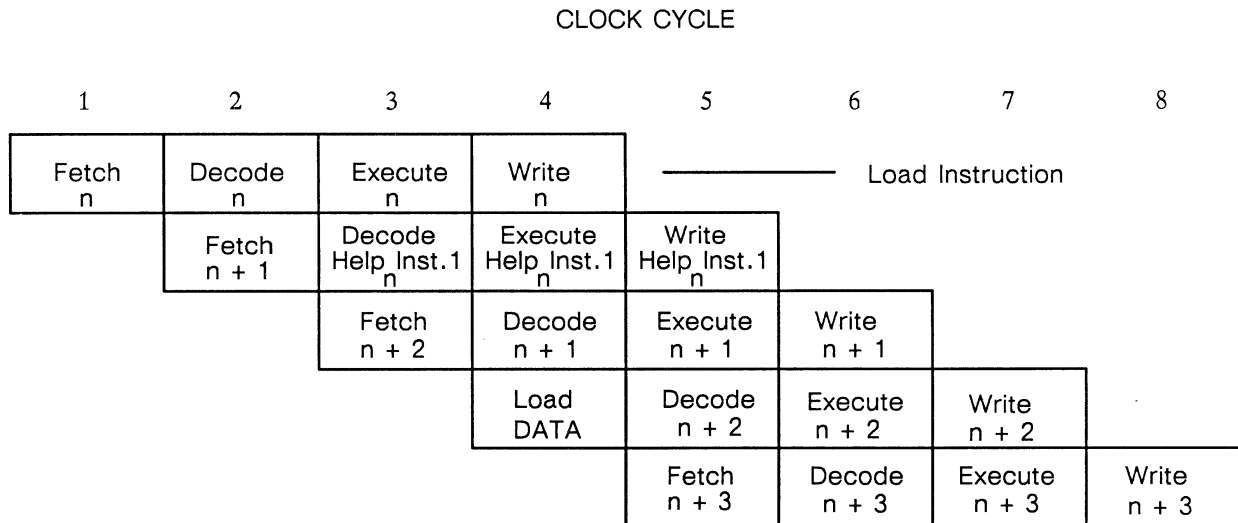 CLOCK CYCLE
1 2 3 4 5 6 7 8
Fetch Decode Execute Write Load Instruction
n n n n
Fetch Decode Execute Write
n + 1 Help Inst.1 Help Inst.1 Help Inst.1
n n n
Fetch Decode Execute Write
n + 2 n + 1 n + 1 n + 1
Load Decode Execute Write
DATA n + 2 n + 2 n + 2
Fetch Decode Execute Write
n + 3 n + 3 n + 3 n + 3